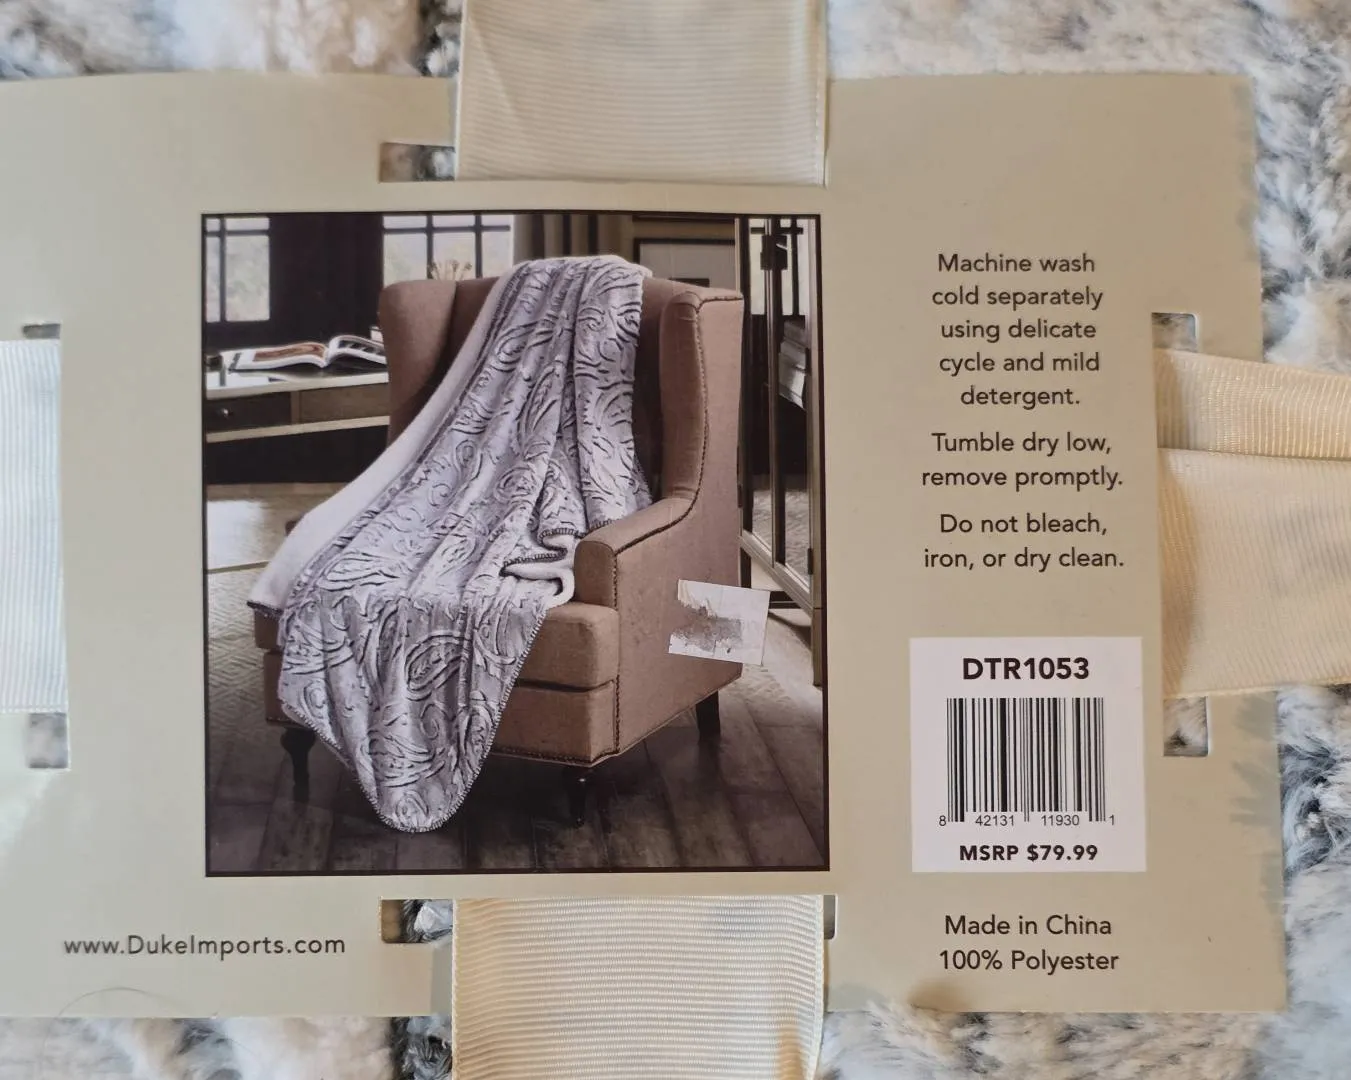 Machine wash
cold separately
using delicate
cycle and mild
detergent.
Tumble dry low,
remove promptly.
Do not bleach,
iron, or dry clean.
DTR1053
8 42131 11930 1
MSRP $79.99
Made in China
100% Polyester
www.DukeImports.com